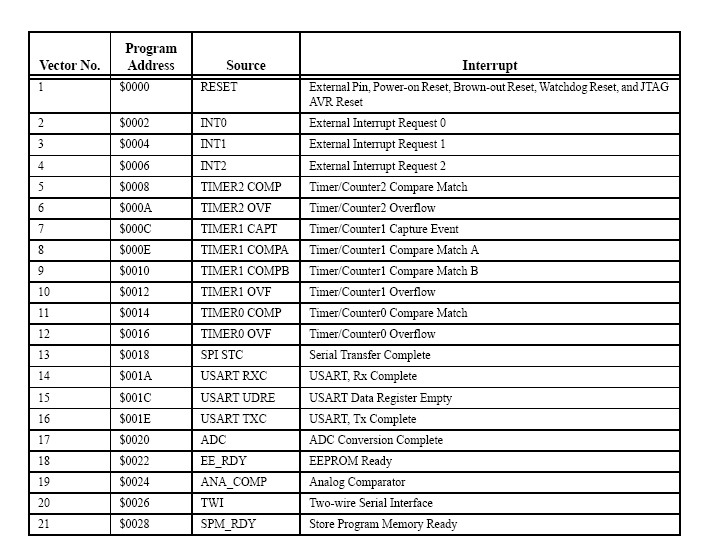 Vector No. Program Address Source Interrupt
1 $0000 RESET External Pin, Power-on Reset, Brown-out Reset, Watchdog Reset, and JTAG
AVR Reset
2 $0002 INT0 External Interrupt Request 0
3 $0004 INT1 External Interrupt Request 1
4 $0006 INT2 External Interrupt Request 2
5 $0008 TIMER2 COMP Timer/Counter2 Compare Match
6 $000A TIMER2 OVF Timer/Counter2 Overflow
7 $000C TIMER1 CAPT Timer/Counter1 Capture Event
8 $000E TIMER1 COMPA Timer/Counter1 Compare Match A
9 $0010 TIMER1 COMPB Timer/Counter1 Compare Match B
10 $0012 TIMER1 OVF Timer/Counter1 Overflow
11 $0014 TIMER0 COMP Timer/Counter0 Compare Match
12 $0016 TIMER0 OVF Timer/Counter0 Overflow
13 $0018 SPI STC Serial Transfer Complete
14 $001A USART RXC USART, Rx Complete
15 $001C USART UDRE USART Data Register Empty
16 $001E USART TXC USART, Tx Complete
17 $0020 ADC ADC Conversion Complete
18 $0022 EE_RDY EEPROM Ready
19 $0024 ANA_COMP Analog Comparator
20 $0026 TWI Two-wire Serial Interface
21 $0028 SPM_RDY Store Program Memory Ready